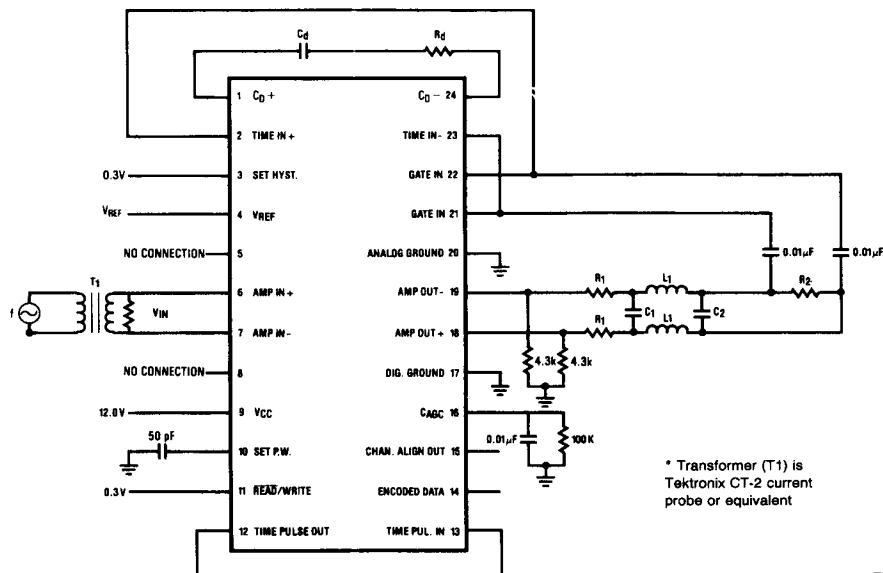 Cd
Rd
1 CD +
CD – 24
2 TIME IN +
TIME IN- 23
0.3V
3 SET HYST.
GATE IN 22
VREF
4 VREF
GATE IN 21
0.01µF
0.01µF
NO CONNECTION
5
ANALOG GROUND 20
T1
f
VIN
6 AMP IN+
AMP OUT- 19
R1
L1
R2
C1
C2
7 AMP IN-
AMP OUT + 18
R1
L1
4.3k
4.3k
NO CONNECTION
8
DIG. GROUND 17
12.0V
9 VCC
CAGC 16
50 pF
0.01µF
100 K
10 SET P.W.
CHAN. ALIGN OUT 15
0.3V
11 READ/WRITE
ENCODED DATA 14
12 TIME PULSE OUT
TIME PUL. IN 13
* Transformer (T1) is
Tektronix CT-2 current
probe or equivalent